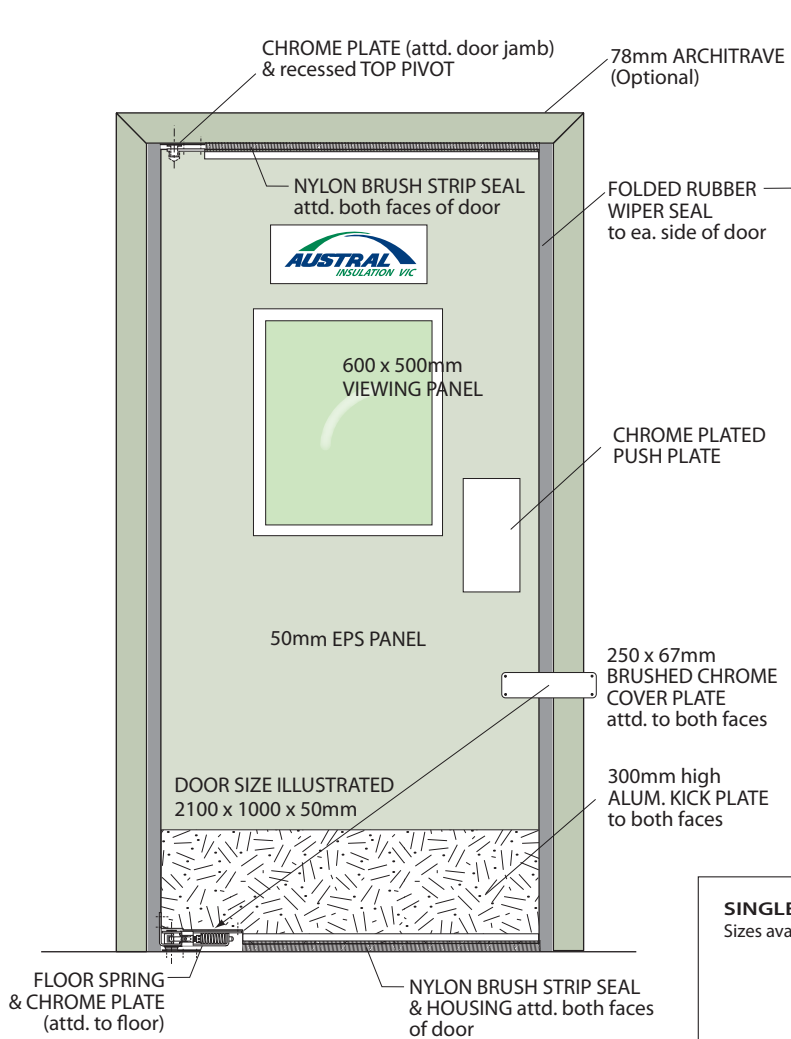 CHROME PLATE (attd. door jamb)
& recessed TOP PIVOT
78mm ARCHITRAVE
(Optional)
NYLON BRUSH STRIP SEAL
attd. both faces of door
FOLDED RUBBER
WIPER SEAL
to ea. side of door
AUSTRAL
INSULATION VIC
600 x 500mm
VIEWING PANEL
CHROME PLATED
PUSH PLATE
50mm EPS PANEL
250 x 67mm
BRUSHED CHROME
COVER PLATE
attd. to both faces
DOOR SIZE ILLUSTRATED
2100 x 1000 x 50mm
300mm high
ALUM. KICK PLATE
to both faces
SINGLE
Sizes ava
FLOOR SPRING
& CHROME PLATE
(attd. to floor)
NYLON BRUSH STRIP SEAL
& HOUSING attd. both faces
of door